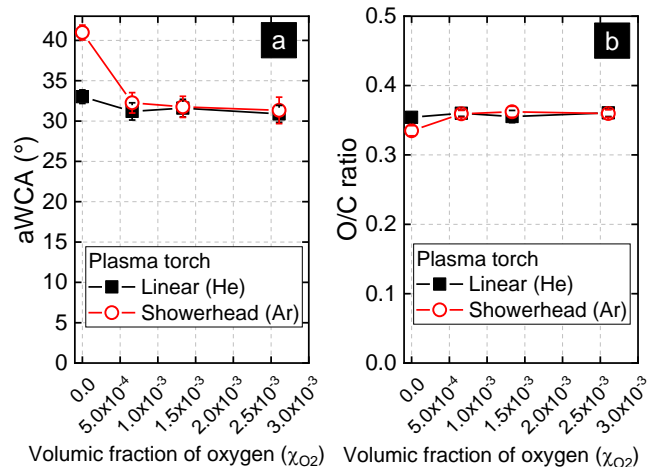 a
45
40
35
30
25
20
15
10
5
0
aWCA (°)
Plasma torch
Linear (He)
Showerhead (Ar)
0.0
5.0x10⁻⁴
1.0x10⁻³
1.5x10⁻³
2.0x10⁻³
2.5x10⁻³
3.0x10⁻³
Volumic fraction of oxygen (χO2)
b
0.5
0.4
0.3
0.2
0.1
0.0
O/C ratio
Plasma torch
Linear (He)
Showerhead (Ar)
0.0
5.0x10⁻⁴
1.0x10⁻³
1.5x10⁻³
2.0x10⁻³
2.5x10⁻³
3.0x10⁻³
Volumic fraction of oxygen (χO2)